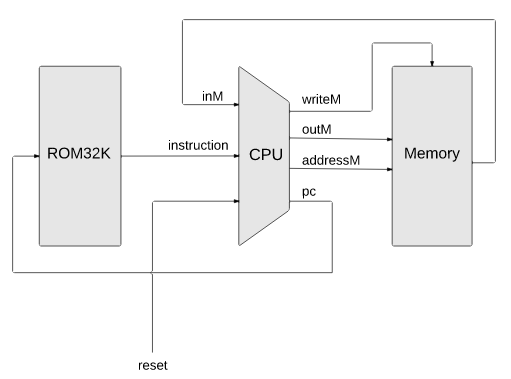 inM
writeM
outM
instruction
ROM32K
CPU
Memory
addressM
pc
reset